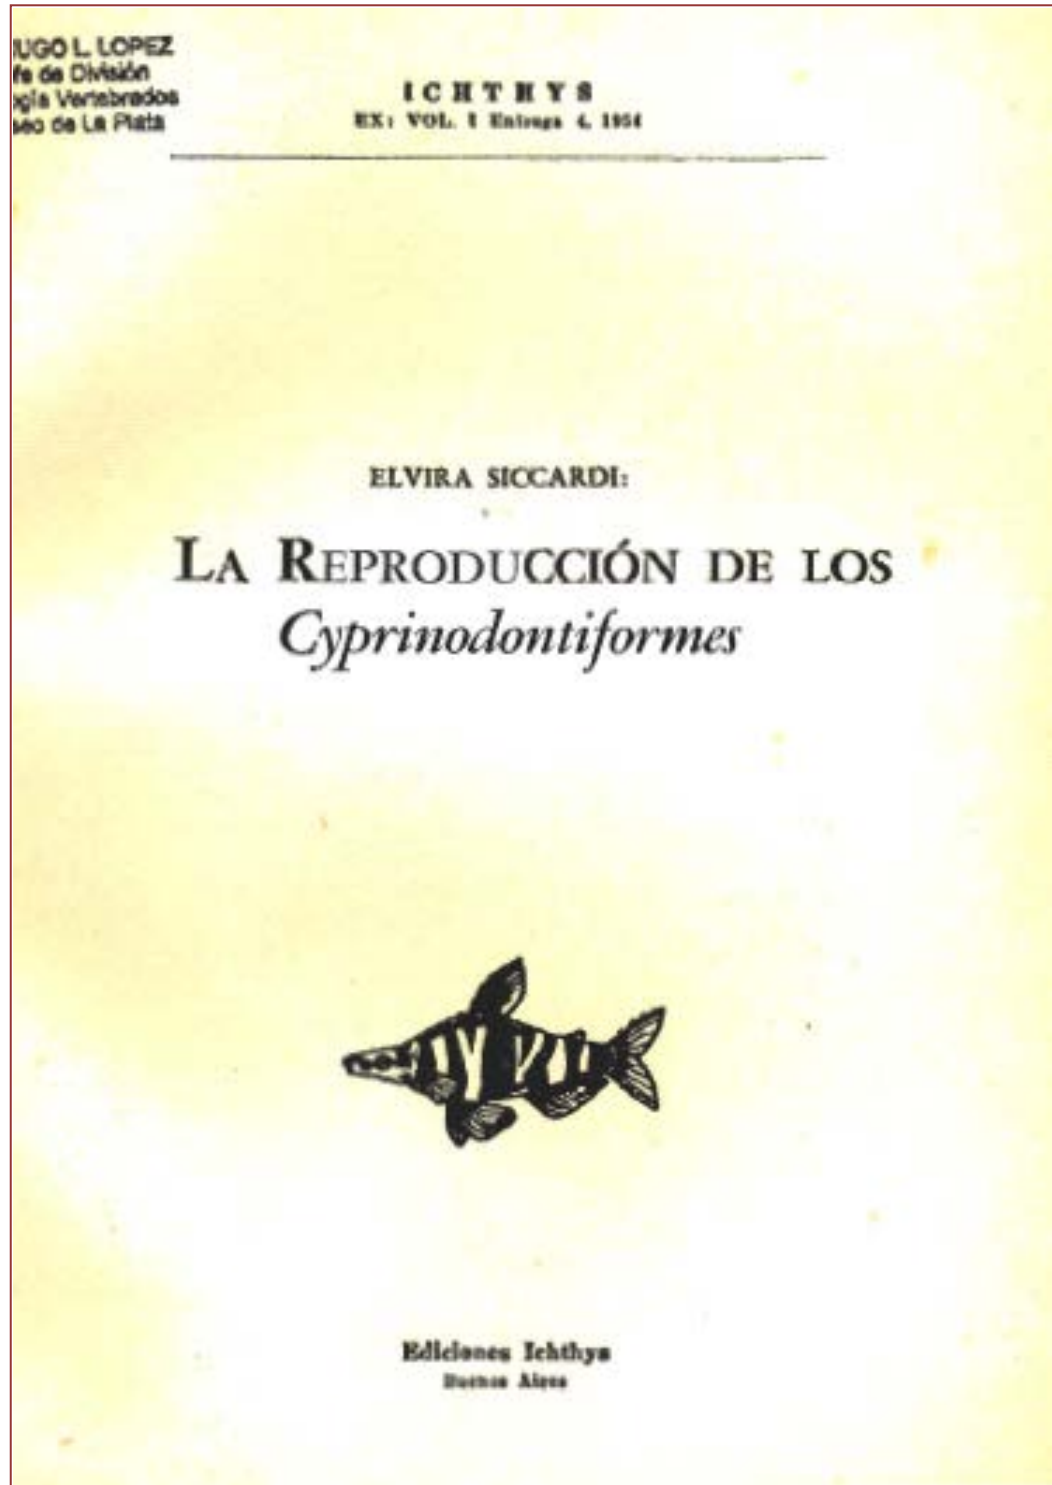 UGO L. LOPEZ
fe de División
ogía Vertebrados
seo de La Plata
ICHTHYS
EX: VOL. I Entrega 4, 1954
ELVIRA SICCARDI:
LA REPRODUCCIÓN DE LOS
Cyprinodontiformes
Ediciones Ichthys
Buenos Aires